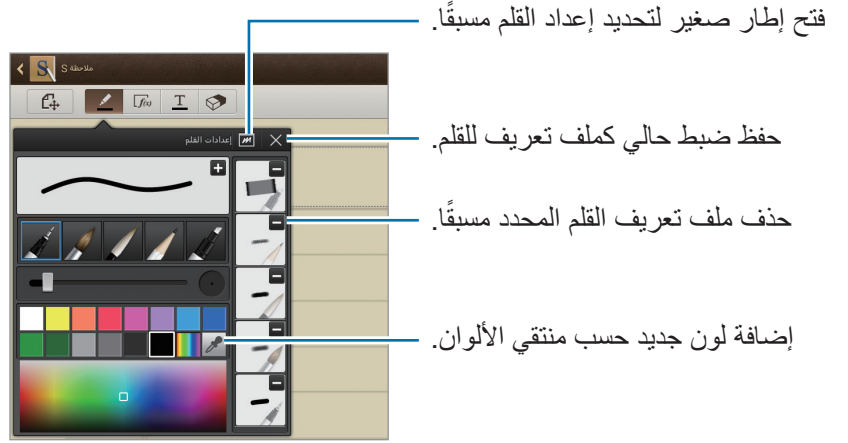 فتح إطار صغير لتحديد إعداد القلم مسبقًا.
ملاحظة S
S
f(x) T
إعدادات القلم
حفظ ضبط حالي كملف تعريف للقلم.
حذف ملف تعريف القلم المحدد مسبقًا.
إضافة لون جديد حسب منتقي الألوان.